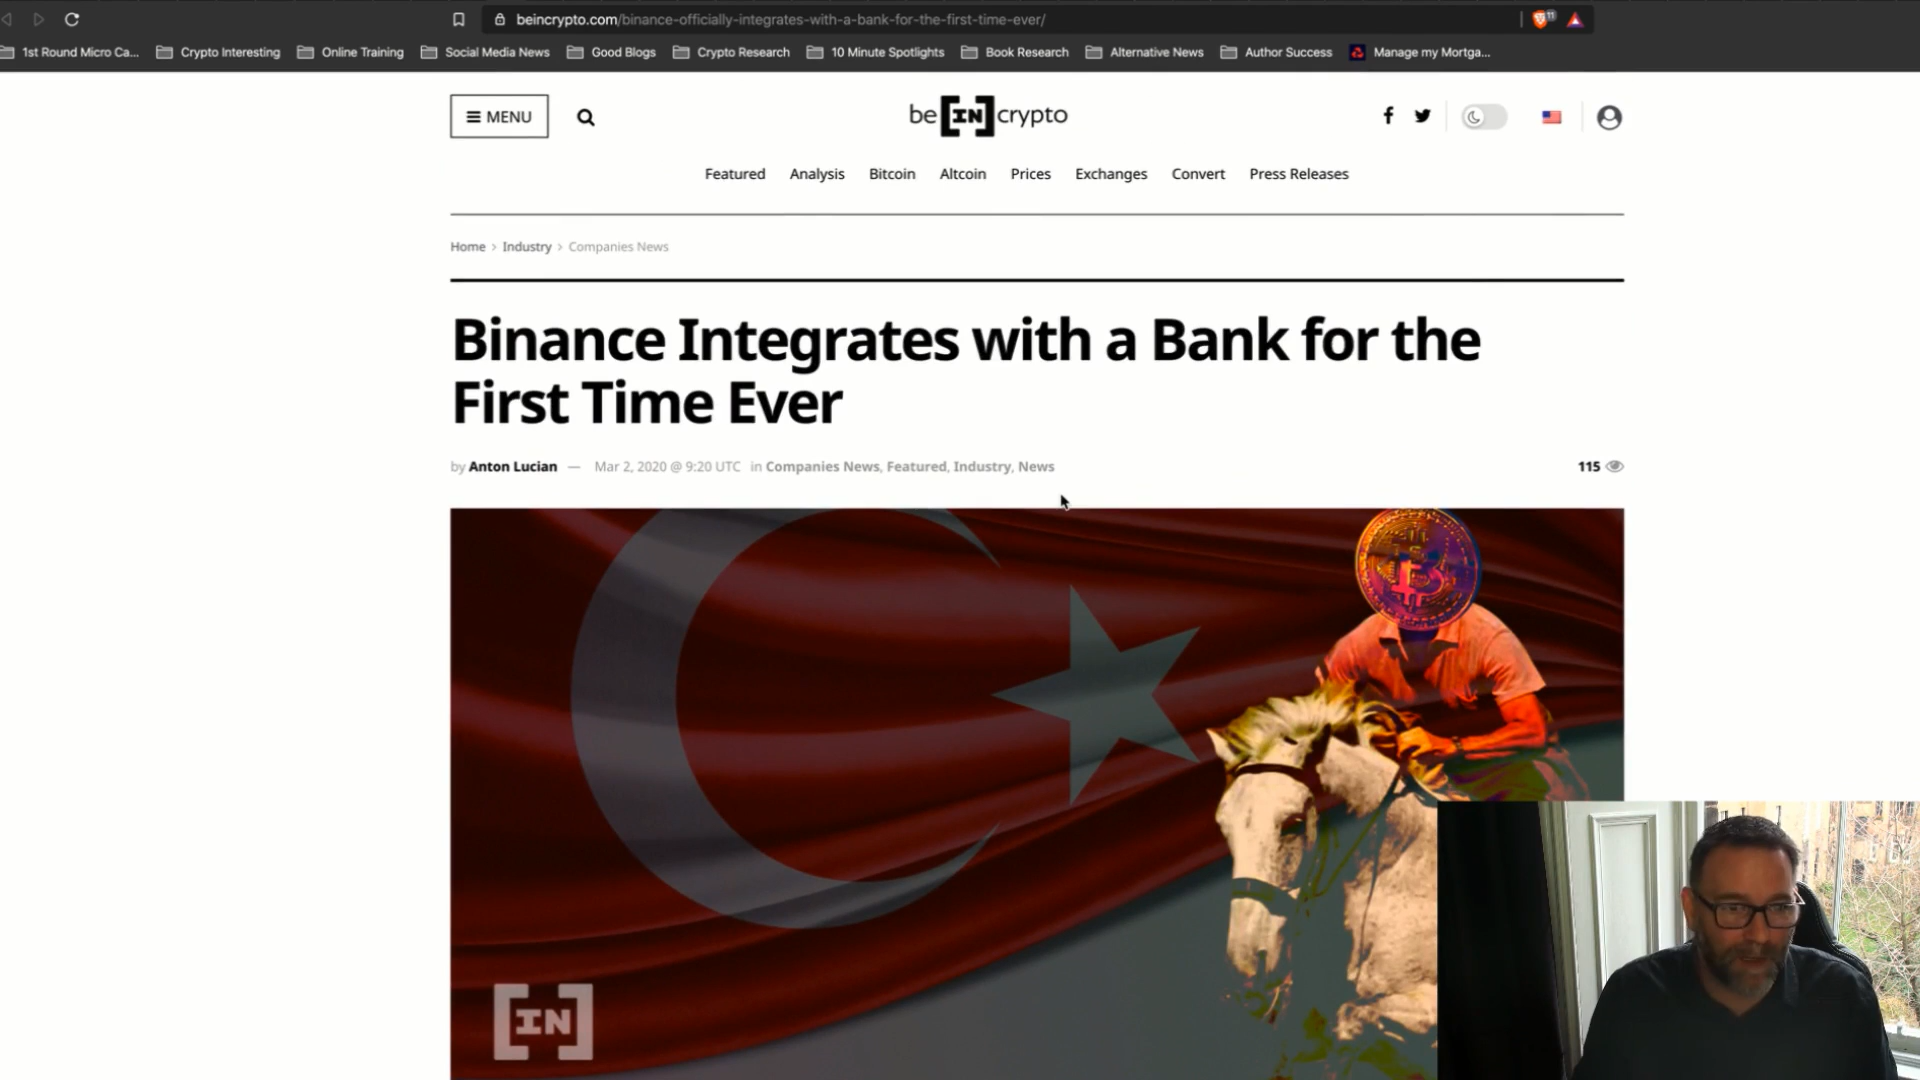 beincrypto.com/binance-officially-integrates-with-a-bank-for-the-first-time-ever/
11
1st Round Micro Ca... Crypto Interesting Online Training Social Media News Good Blogs Crypto Research 10 Minute Spotlights Book Research Alternative News Author Success Manage my Mortga...
MENU
be[IN]crypto
Featured Analysis Bitcoin Altcoin Prices Exchanges Convert Press Releases
Home > Industry > Companies News
Binance Integrates with a Bank for the
First Time Ever
by Anton Lucian — Mar 2, 2020 @ 9:20 UTC in Companies News, Featured, Industry, News
115
[IN]